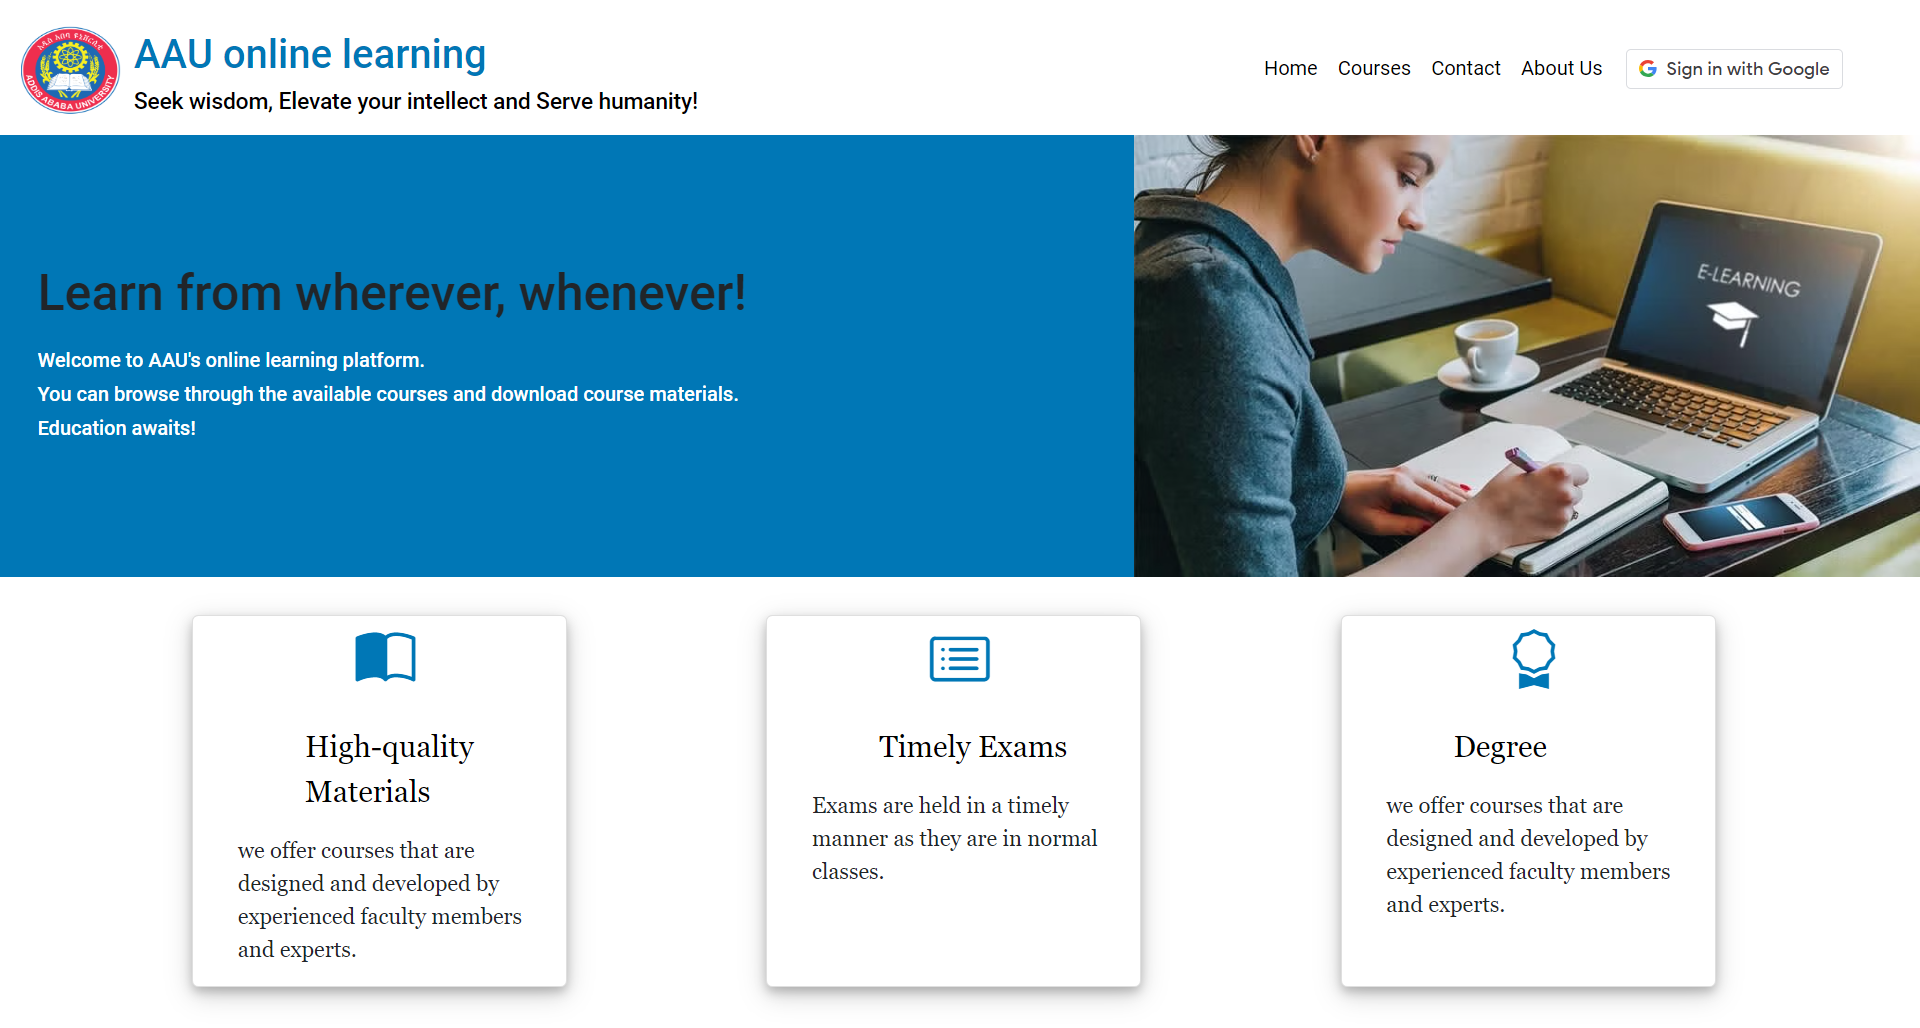 አዲስ አበባ ዩኒቨርሲቲ
ADDIS ABABA UNIVERSITY
AAU online learning
Seek wisdom, Elevate your intellect and Serve humanity!
Home Courses Contact About Us Sign in with Google
Learn from wherever, whenever!
Welcome to AAU's online learning platform.
You can browse through the available courses and download course materials.
Education awaits!
E-LEARNING
High-quality
Materials
we offer courses that are
designed and developed by
experienced faculty members
and experts.
Timely Exams
Exams are held in a timely
manner as they are in normal
classes.
Degree
we offer courses that are
designed and developed by
experienced faculty members
and experts.